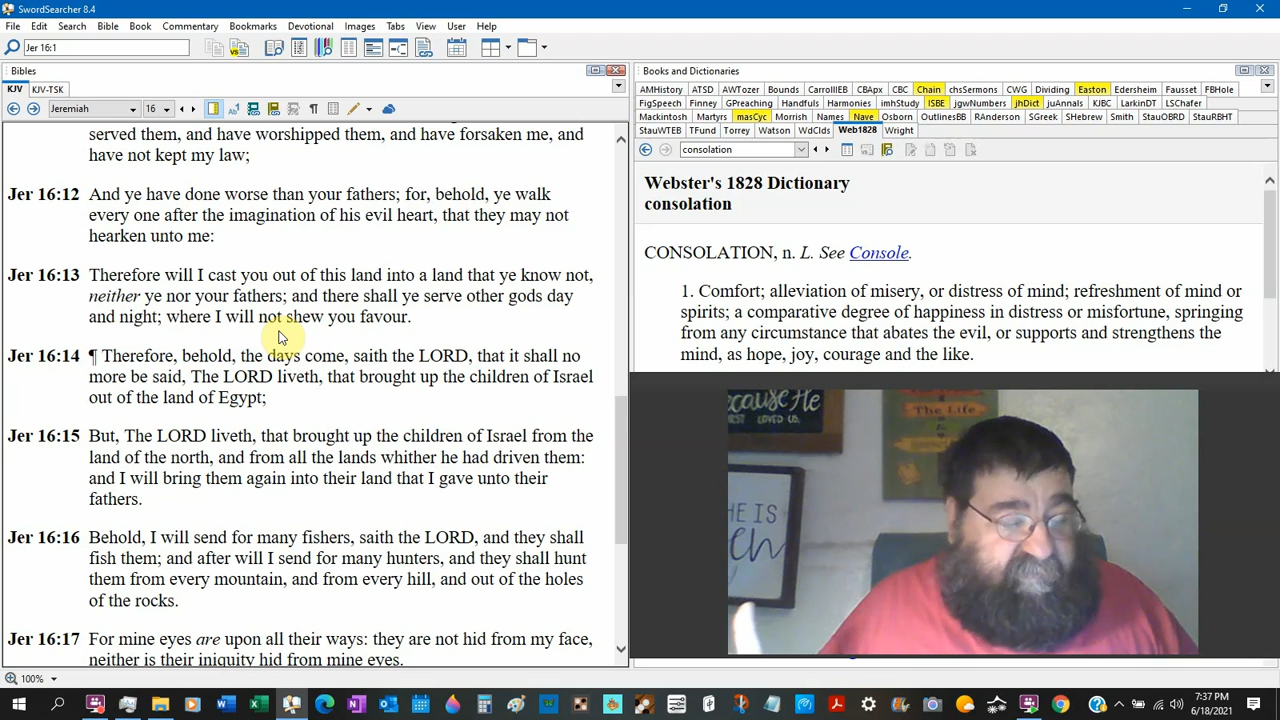 SwordSearcher 8.4
File Edit Search Bible Book Commentary Bookmarks Devotional Images Tabs View User Help
Jer 16:1
Bibles
KJV KJV-TSK
Jeremiah 16
served them, and have worshipped them, and have forsaken me, and
have not kept my law;
Jer 16:12 And ye have done worse than your fathers; for, behold, ye walk
every one after the imagination of his evil heart, that they may not
hearken unto me:
Jer 16:13 Therefore will I cast you out of this land into a land that ye know not,
neither ye nor your fathers; and there shall ye serve other gods day
and night; where I will not shew you favour.
Jer 16:14 ¶ Therefore, behold, the days come, saith the LORD, that it shall no
more be said, The LORD liveth, that brought up the children of Israel
out of the land of Egypt;
Jer 16:15 But, The LORD liveth, that brought up the children of Israel from the
land of the north, and from all the lands whither he had driven them:
and I will bring them again into their land that I gave unto their
fathers.
Jer 16:16 Behold, I will send for many fishers, saith the LORD, and they shall
fish them; and after will I send for many hunters, and they shall hunt
them from every mountain, and from every hill, and out of the holes
of the rocks.
Jer 16:17 For mine eyes are upon all their ways: they are not hid from my face,
neither is their iniquity hid from mine eyes.
100%
Books and Dictionaries
AMHistory ATSD AWTozer Bounds CarrollIEB CBApx CBC Chain chsSermons CWG Dividing Easton Edersheim Fausset FBHole
FigSpeech Finney GPreaching Handfuls Harmonies imhStudy ISBE jgwNumbers jhDict juAnnals KJBC LarkinDT LSChafer
Mackintosh Martyrs masCyc Morrish Names Nave Osborn OutlinesBB RAnderson SGreek SHebrew Smith StauOBRD StauRBHT
StauWTEB TFund Torrey Watson WdClds Web1828 Wright
consolation
Webster's 1828 Dictionary
consolation
CONSOLATION, n. L. See Console.
1. Comfort; alleviation of misery, or distress of mind; refreshment of mind or
spirits; a comparative degree of happiness in distress or misfortune, springing
from any circumstance that abates the evil, or supports and strengthens the
mind, as hope, joy, courage and the like.
because He
FIRST LOVED US.
The Life
HE IS
7:37 PM
6/18/2021